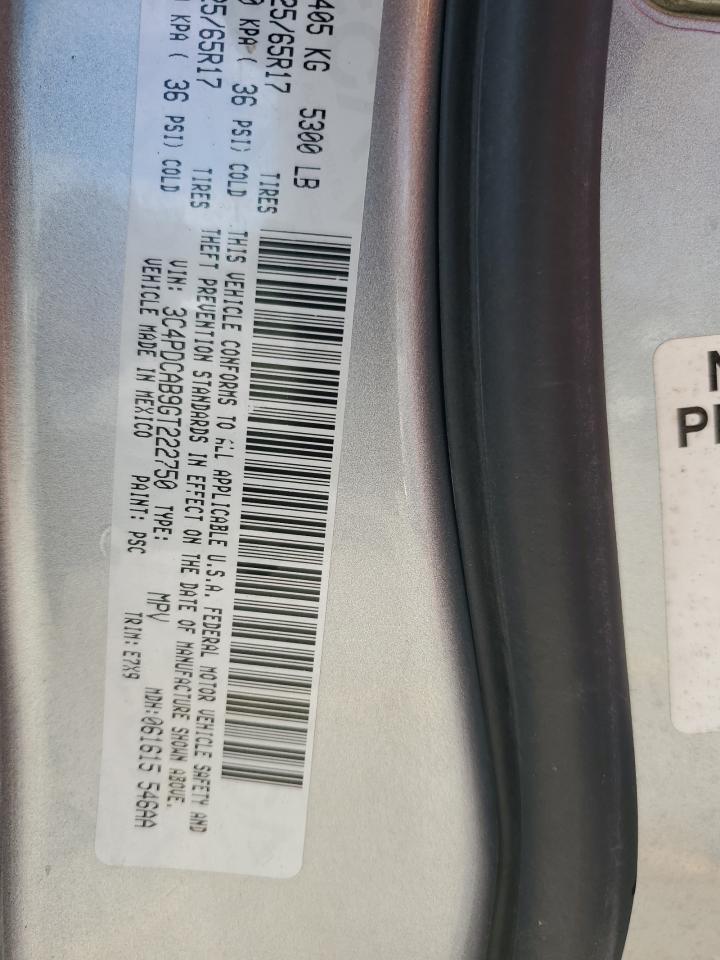 405 KG 5300 LB
25/65R17 TIRES
0 KPA ( 36 PSI) COLD
25/65R17 TIRES
KPA ( 36 PSI) COLD
THIS VEHICLE CONFORMS TO ALL APPLICABLE U.S.A. FEDERAL MOTOR VEHICLE SAFETY AND
THEFT PREVENTION STANDARDS IN EFFECT ON THE DATE OF MANUFACTURE SHOWN ABOVE.
VIN: 3C4PDCAB9GT222750 TYPE: MPV
VEHICLE MADE IN MEXICO PAINT: PSC TRIM: E7X9 MDH:061615 546AA